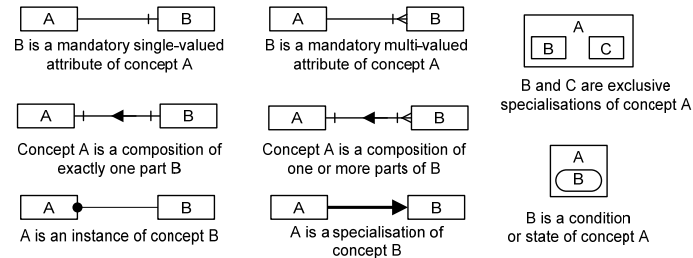 A B
B is a mandatory single-valued
attribute of concept A
A B
B is a mandatory multi-valued
attribute of concept A
A
B C
B and C are exclusive
specialisations of concept A
A B
Concept A is a composition of
exactly one part B
A B
Concept A is a composition of
one or more parts of B
A
B
B is a condition
or state of concept A
A B
A is an instance of concept B
A B
A is a specialisation of
concept B